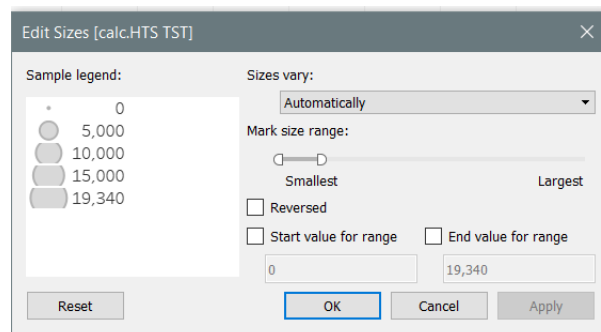 Edit Sizes [calc.HTS TST]
Sample legend:
0
5,000
10,000
15,000
19,340
Sizes vary:
Automatically
Mark size range:
Smallest Largest
Reversed
Start value for range End value for range
0 19,340
Reset OK Cancel Apply